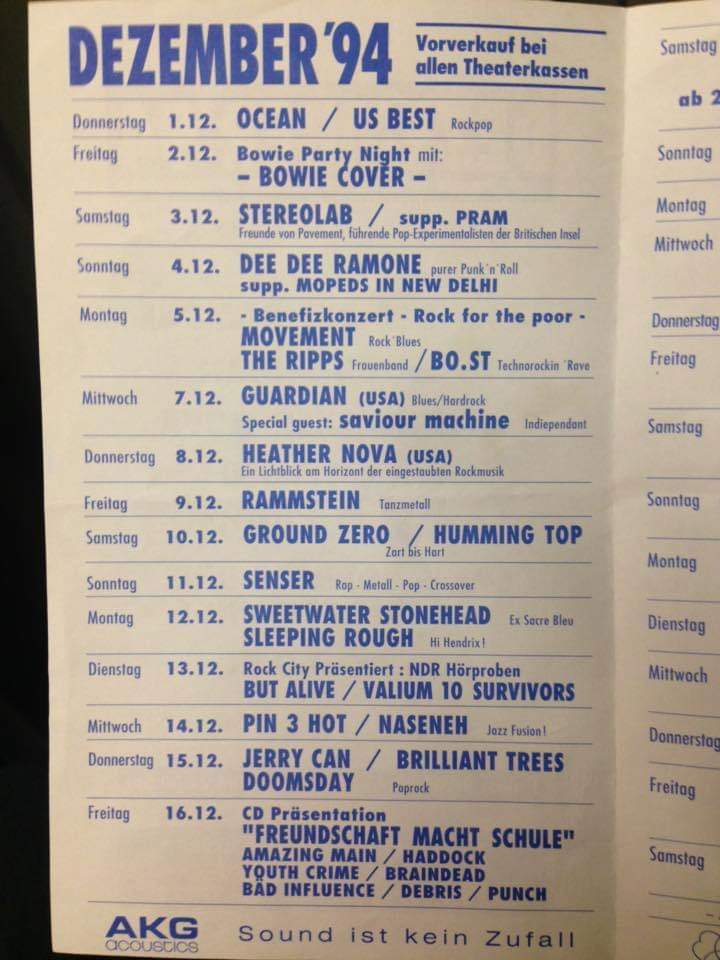 DEZEMBER '94
Vorverkauf bei
allen Theaterkassen
Donnerstag 1.12. OCEAN / US BEST Rockpop
Freitag 2.12. Bowie Party Night mit:
– BOWIE COVER –
Samstag 3.12. STEREOLAB / supp. PRAM
Freunde von Pavement, führende Pop-Experimentalisten der Britischen Insel
Sonntag 4.12. DEE DEE RAMONE purer Punk´n´Roll
supp. MOPEDS IN NEW DELHI
Montag 5.12. - Benefizkonzert - Rock for the poor -
MOVEMENT Rock´Blues
THE RIPPS Frauenband / BO.ST Technorockin ´Rave
Mittwoch 7.12. GUARDIAN (USA) Blues/Hardrock
Special guest: saviour machine Indiependant
Donnerstag 8.12. HEATHER NOVA (USA)
Ein Lichtblick am Horizont der eingestaubten Rockmusik
Freitag 9.12. RAMMSTEIN Tanzmetall
Samstag 10.12. GROUND ZERO / HUMMING TOP
Zart bis Hart
Sonntag 11.12. SENSER Rap - Metall - Pop - Crossover
Montag 12.12. SWEETWATER STONEHEAD Ex Sacre Bleu
SLEEPING ROUGH Hi Hendrix!
Dienstag 13.12. Rock City Präsentiert : NDR Hörproben
BUT ALIVE / VALIUM 10 SURVIVORS
Mittwoch 14.12. PIN 3 HOT / NASENEH Jazz Fusion!
Donnerstag 15.12. JERRY CAN / BRILLIANT TREES
DOOMSDAY Poprock
Freitag 16.12. CD Präsentation
"FREUNDSCHAFT MACHT SCHULE"
AMAZING MAIN / HADDOCK
YOUTH CRIME / BRAINDEAD
BAD INFLUENCE / DEBRIS / PUNCH
AKG
acoustics
Sound ist kein Zufall
Samstag
ab 2
Sonntag
Montag
Mittwoch
Donnerstag
Freitag
Samstag
Sonntag
Montag
Dienstag
Mittwoch
Donnerstag
Freitag
Samstag